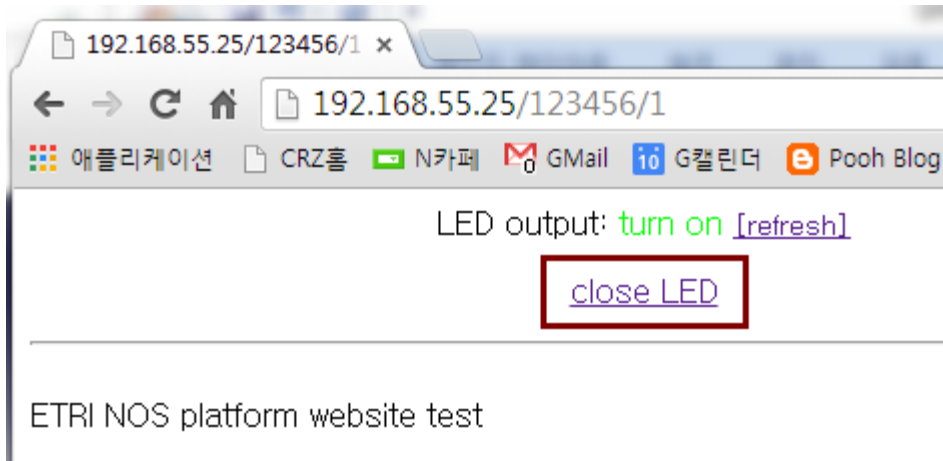 192.168.55.25/123456/1
192.168.55.25/123456/1
애플리케이션 CRZ홈 N카페 0 GMail 10 G캘린더 Pooh Blog
LED output: turn on [refresh]
close LED
ETRI NOS platform website test